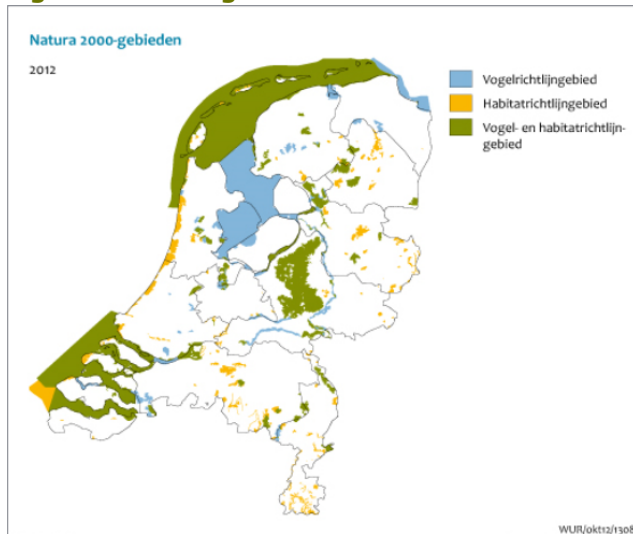 Natura 2000-gebieden
2012
Vogelrichtlijngebied
Habitatrichtlijngebied
Vogel- en habitatrichtlijn-
gebied
WUR/okt12/1308